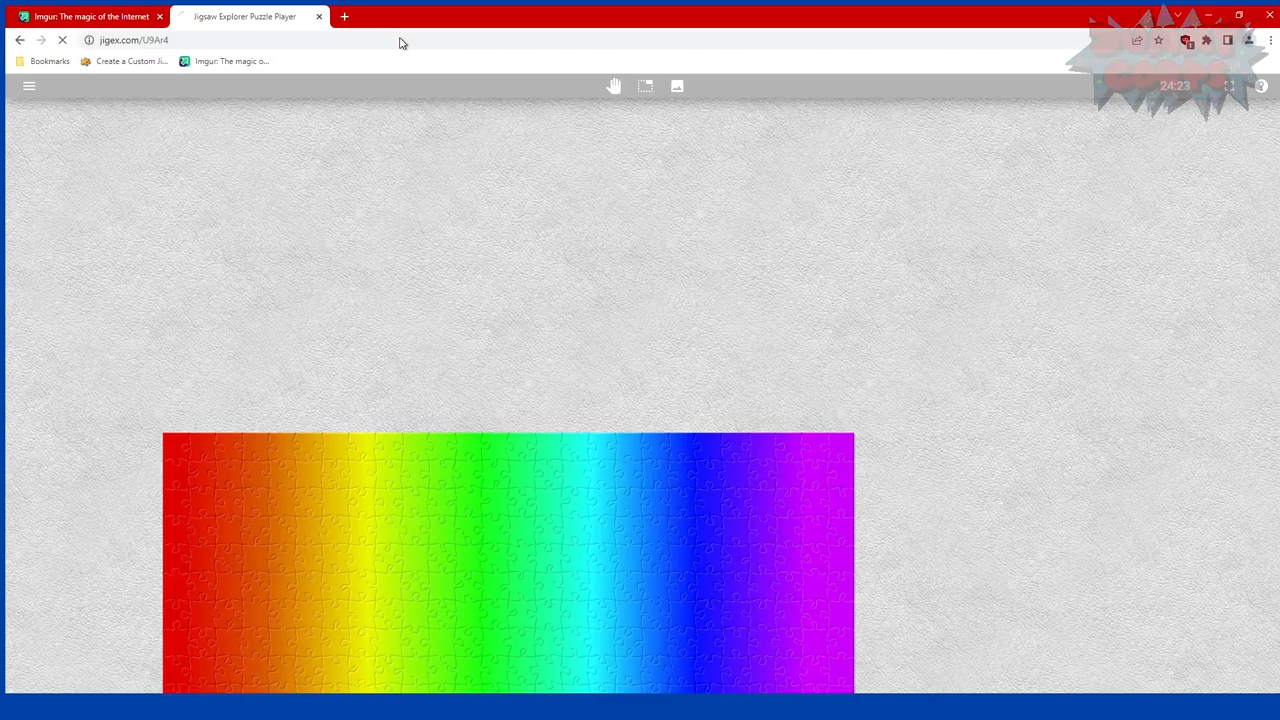 Imgur: The magic of the Internet
Jigsaw Explorer Puzzle Player
jigex.com/U9Ar4
Bookmarks
Create a Custom Ji...
Imgur: The magic o...
24:23